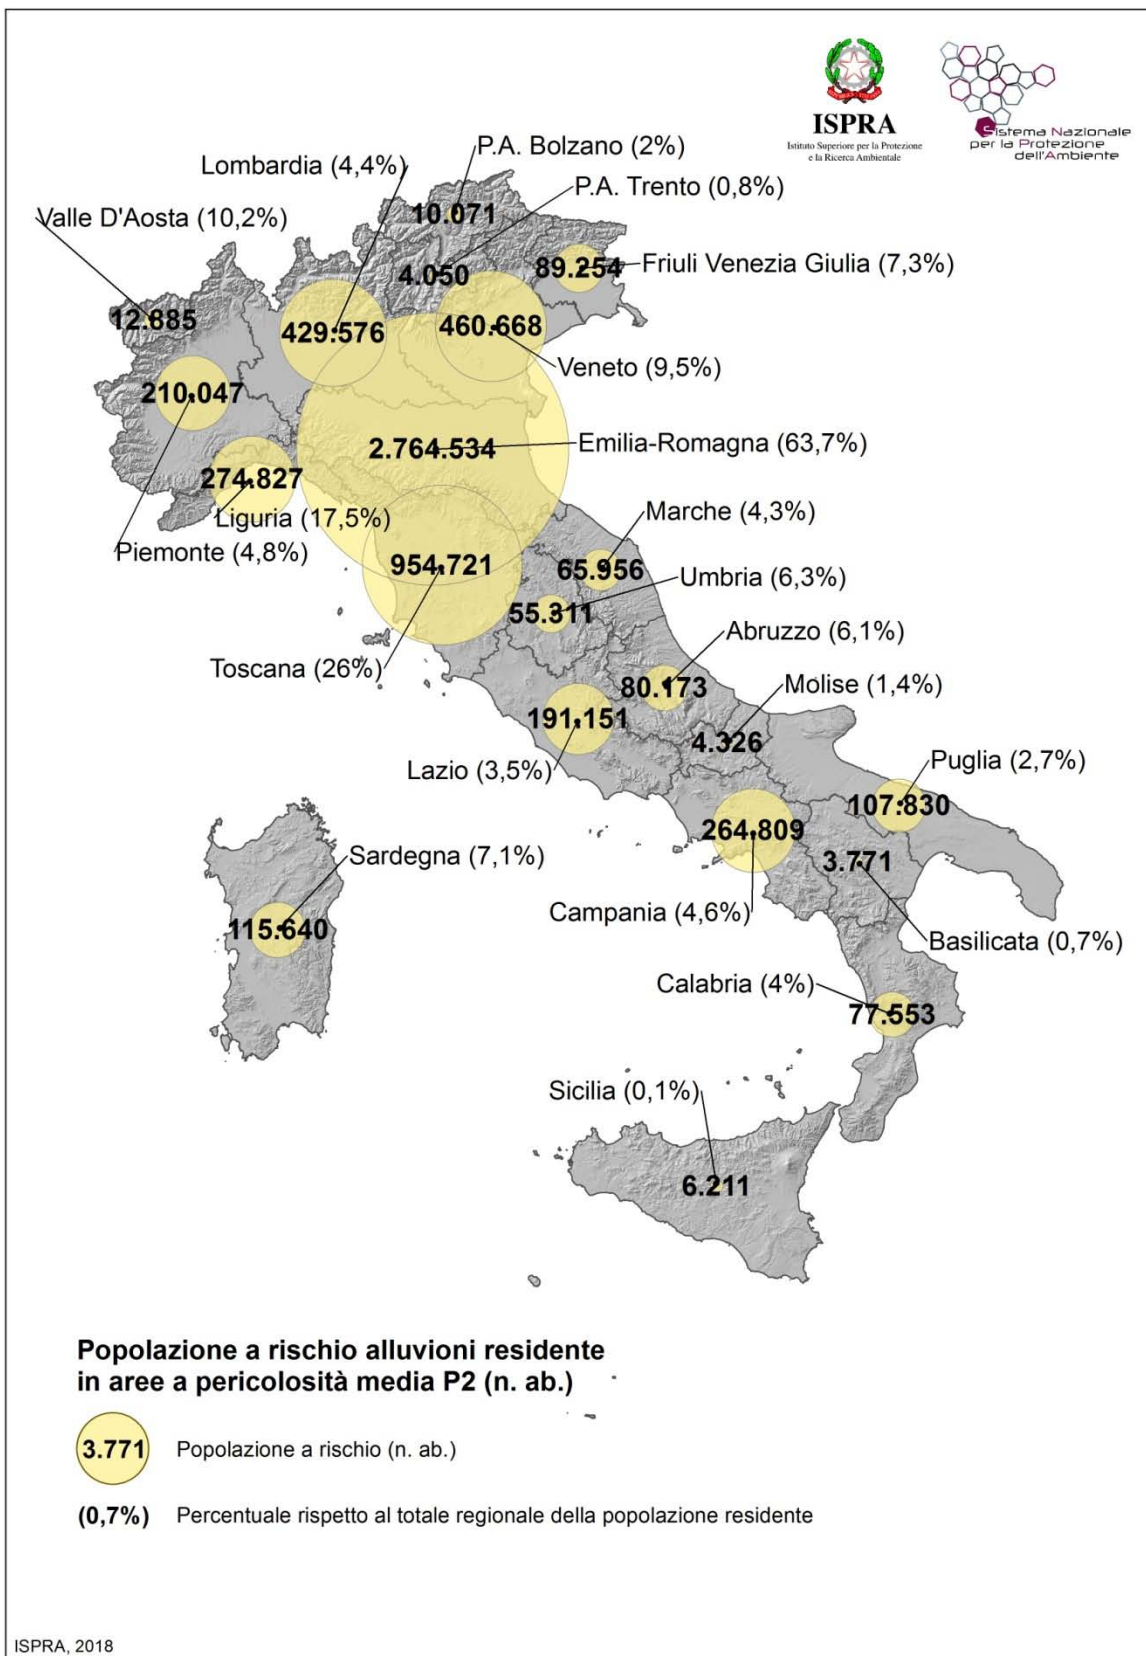 ISPRA
Istituto Superiore per la Protezione
e la Ricerca Ambientale
Sistema Nazionale
per la Protezione
dell'Ambiente
P.A. Bolzano (2%)
10.071
Lombardia (4,4%)
429.576
P.A. Trento (0,8%)
4.050
Valle D'Aosta (10,2%)
12.885
89.254
Friuli Venezia Giulia (7,3%)
460.668
Veneto (9,5%)
210.047
Piemonte (4,8%)
2.764.534
Emilia-Romagna (63,7%)
274.827
Liguria (17,5%)
Marche (4,3%)
65.956
954.721
Toscana (26%)
Umbria (6,3%)
55.311
Abruzzo (6,1%)
80.173
Molise (1,4%)
4.326
191.151
Lazio (3,5%)
Puglia (2,7%)
107.830
264.809
Campania (4,6%)
3.771
Basilicata (0,7%)
Sardegna (7,1%)
115.640
Calabria (4%)
77.553
Sicilia (0,1%)
6.211
Popolazione a rischio alluvioni residente
in aree a pericolosità media P2 (n. ab.)
3.771 Popolazione a rischio (n. ab.)
(0,7%) Percentuale rispetto al totale regionale della popolazione residente
ISPRA, 2018